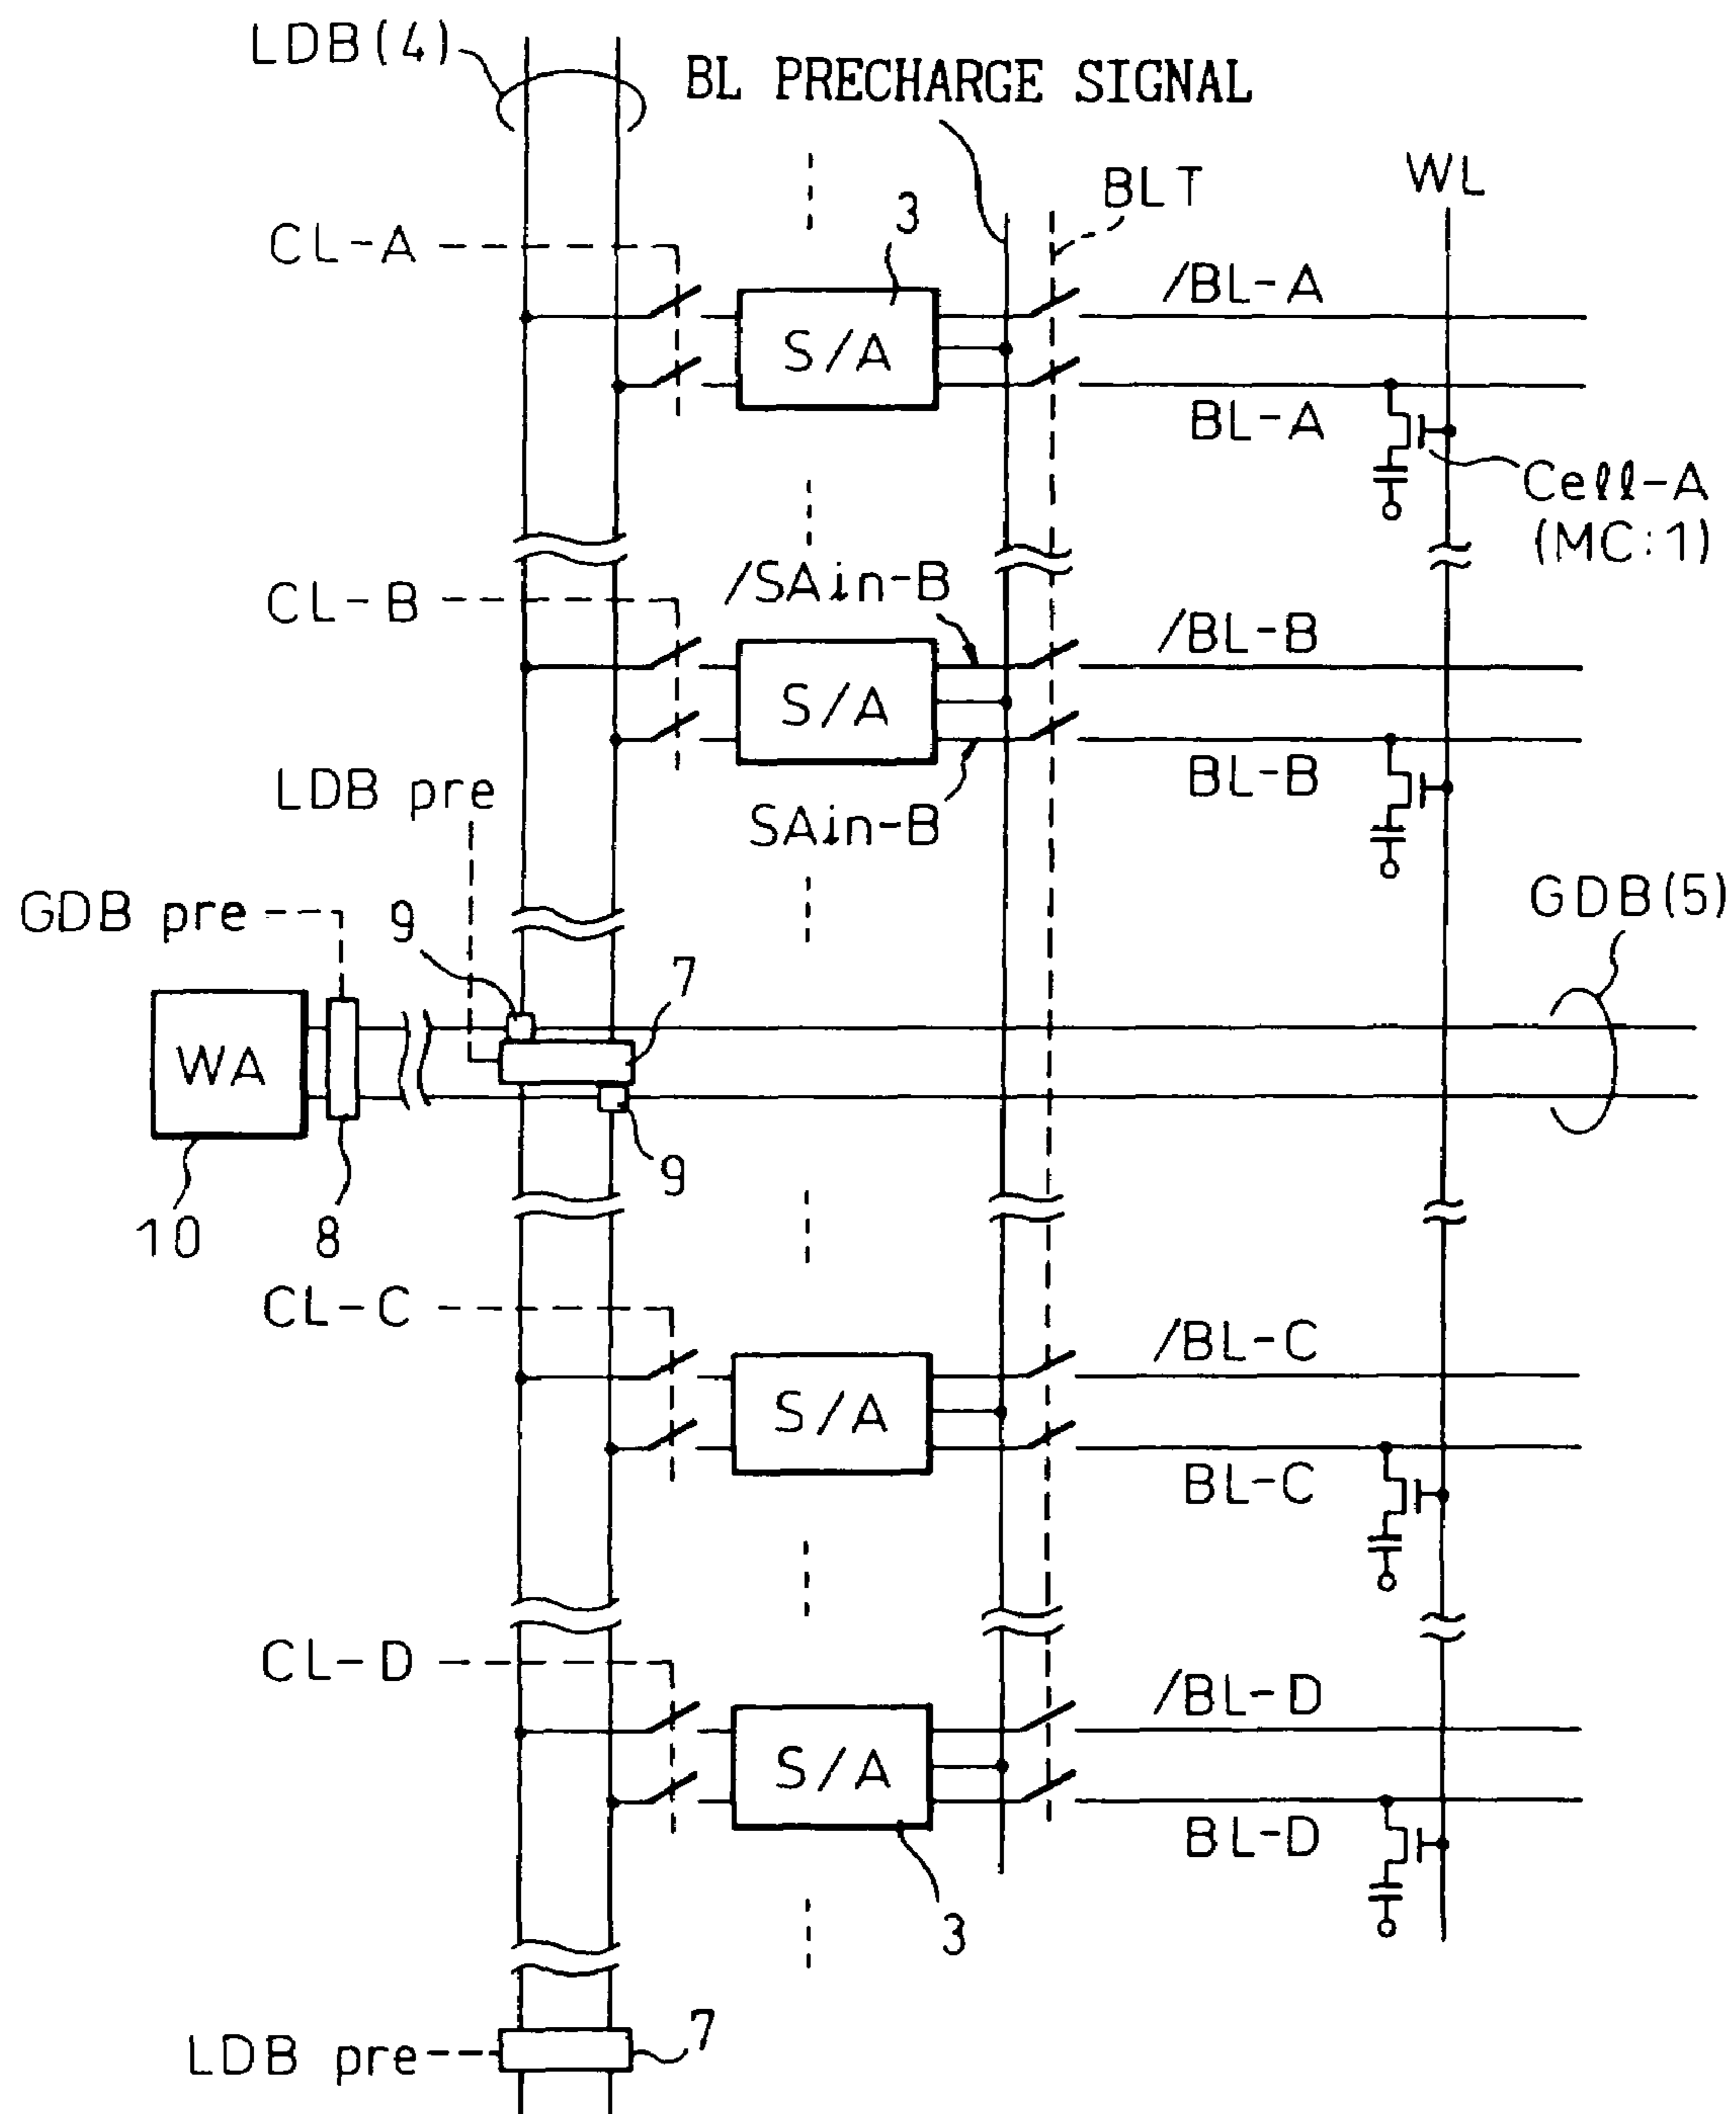 LDB(4)
BL PRECHARGE SIGNAL
BLT
WL
3
CL-A
/BL-A
S/A
BL-A
Cell-A
(MC:1)
/SAin-B
CL-B
/BL-B
S/A
BL-B
LDB pre
SAin-B
GDB pre
9
GDB(5)
7
WA
9
10
8
CL-C
/BL-C
S/A
BL-C
CL-D
/BL-D
S/A
BL-D
3
7
LDB pre